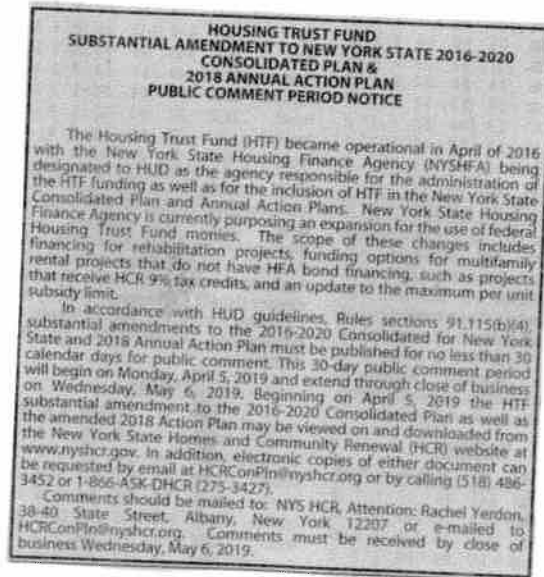 HOUSING TRUST FUND
SUBSTANTIAL AMENDMENT TO NEW YORK STATE 2016-2020
CONSOLIDATED PLAN &
2018 ANNUAL ACTION PLAN
PUBLIC COMMENT PERIOD NOTICE
The Housing Trust Fund (HTF) became operational in April of 2016
with the New York State Housing Finance Agency (NYSHFA) being
designated to HUD as the agency responsible for the administration of
the HTF funding as well as for the inclusion of HTF in the New York State
Consolidated Plan and Annual Action Plans. New York State Housing
Finance Agency is currently purposing an expansion for the use of federal
Housing Trust Fund monies. The scope of these changes includes
financing for rehabilitation projects, funding options for multifamily
rental projects that do not have HFA bond financing, such as projects
that receive HCR 9% tax credits, and an update to the maximum per unit
subsidy limit.
In accordance with HUD guidelines, Rules sections 91.115(b)(4),
substantial amendments to the 2016-2020 Consolidated for New York
State and 2018 Annual Action Plan must be published for no less than 30
calendar days for public comment. This 30-day public comment period
will begin on Monday, April 5, 2019 and extend through close of business
on Wednesday, May 6, 2019. Beginning on April 5, 2019 the HTF
substantial amendment to the 2016-2020 Consolidated Plan as well as
the amended 2018 Action Plan may be viewed on and downloaded from
the New York State Homes and Community Renewal (HCR) website at
www.nyshcr.gov. In addition, electronic copies of either document can
be requested by email at HCRConPln@nyshcr.org or by calling (518) 486-
3452 or 1-866-ASK-DHCR (275-3427).
Comments should be mailed to: NYS HCR, Attention: Rachel Yerdon,
38-40 State Street, Albany, New York 12207 or e-mailed to
HCRConPln@nyshcr.org. Comments must be received by close of
business Wednesday, May 6, 2019.